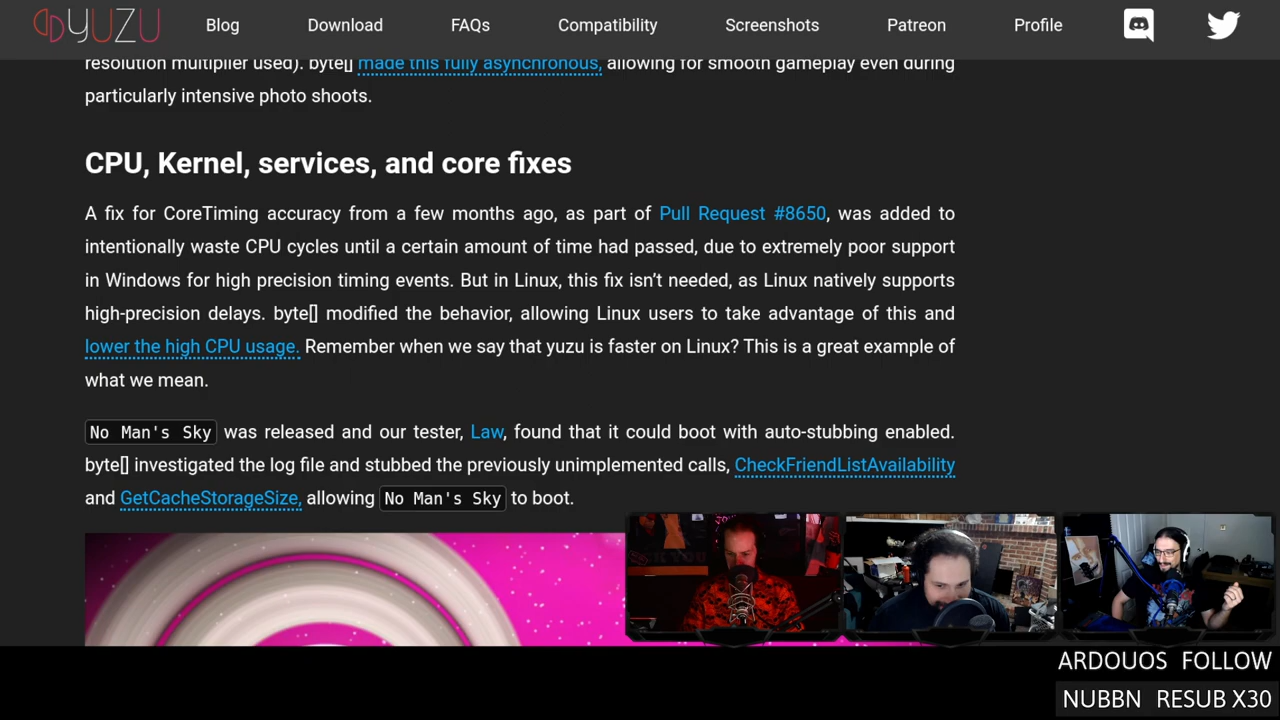 YUZU
Blog
Download
FAQs
Compatibility
Screenshots
Patreon
Profile
resolution multiplier used). byte[] made this fully asynchronous, allowing for smooth gameplay even during
particularly intensive photo shoots.
CPU, Kernel, services, and core fixes
A fix for CoreTiming accuracy from a few months ago, as part of Pull Request #8650, was added to
intentionally waste CPU cycles until a certain amount of time had passed, due to extremely poor support
in Windows for high precision timing events. But in Linux, this fix isn’t needed, as Linux natively supports
high-precision delays. byte[] modified the behavior, allowing Linux users to take advantage of this and
lower the high CPU usage. Remember when we say that yuzu is faster on Linux? This is a great example of
what we mean.
No Man's Sky was released and our tester, Law, found that it could boot with auto-stubbing enabled.
byte[] investigated the log file and stubbed the previously unimplemented calls, CheckFriendListAvailability
and GetCacheStorageSize, allowing No Man's Sky to boot.
ARDOUOS FOLLOW
NUBBN RESUB X30